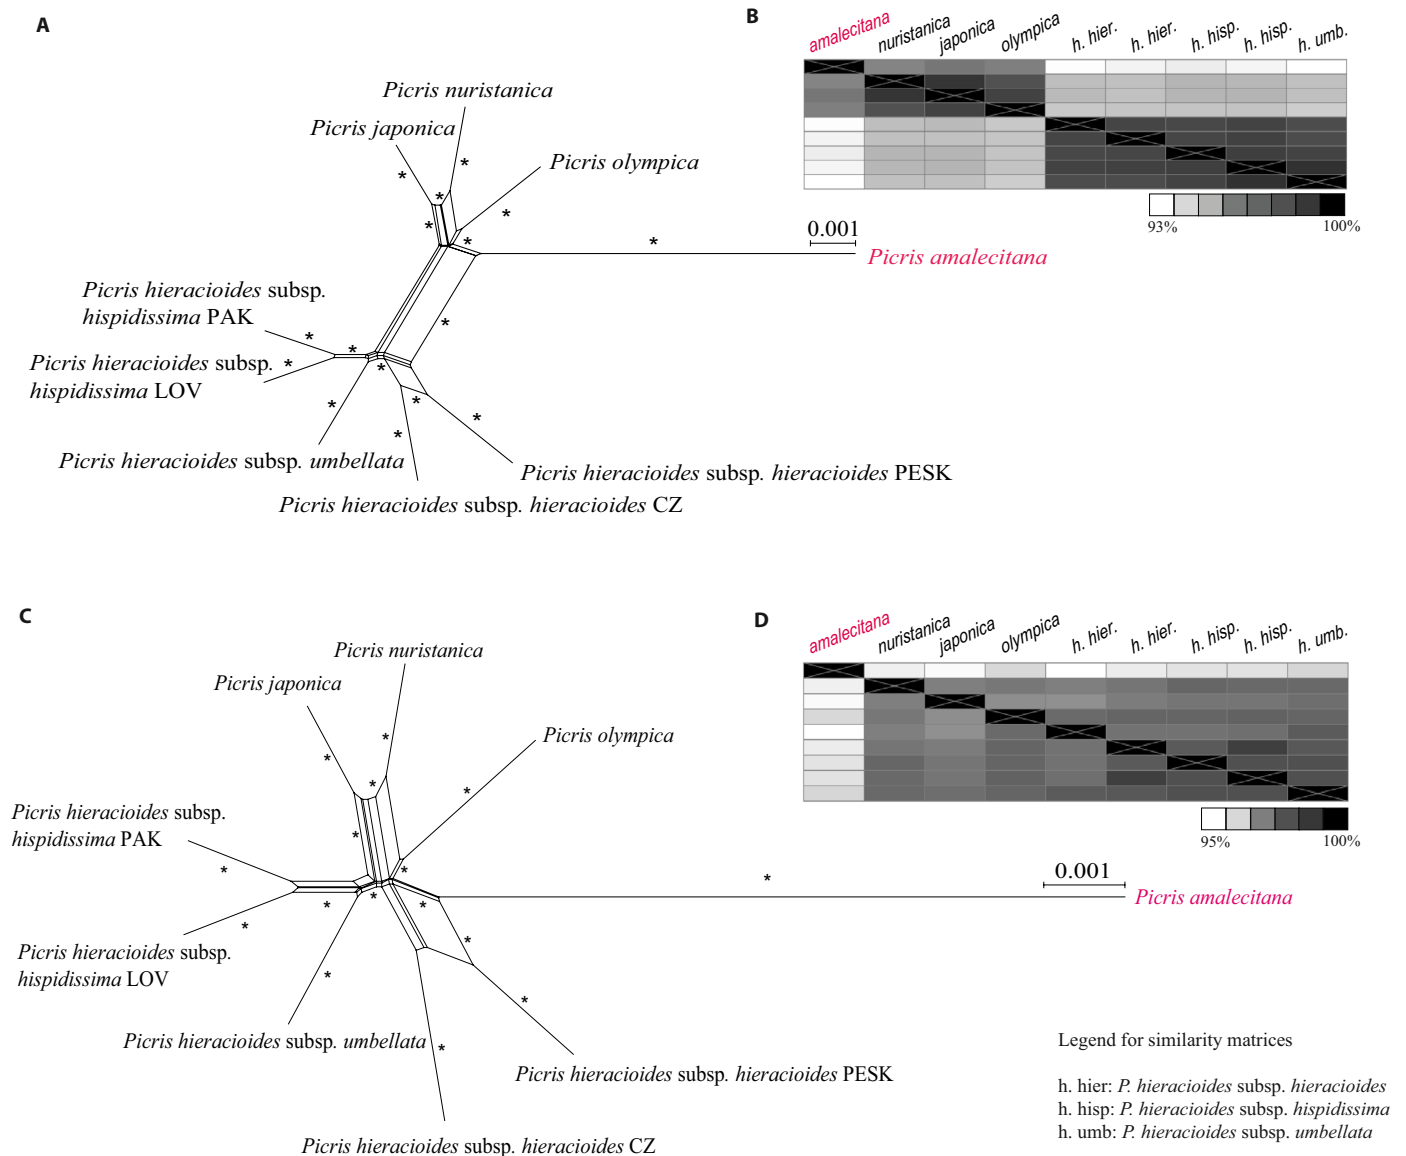 A
Picris nuristanica
Picris japonica
Picris olympica
0.001
Picris amalecitana
Picris hieracioides subsp.
hispidissima PAK
Picris hieracioides subsp.
hispidissima LOV
Picris hieracioides subsp. umbellata
Picris hieracioides subsp. hieracioides PESK
Picris hieracioides subsp. hieracioides CZ
B
amalecitana nuristanica japonica olympica h. hier. h. hier. h. hisp. h. hisp. h. umb.
93% 100%
C
Picris nuristanica
Picris japonica
Picris olympica
Picris hieracioides subsp.
hispidissima PAK
0.001
Picris amalecitana
Picris hieracioides subsp.
hispidissima LOV
Picris hieracioides subsp. umbellata
Picris hieracioides subsp. hieracioides PESK
Picris hieracioides subsp. hieracioides CZ
D
amalecitana nuristanica japonica olympica h. hier. h. hier. h. hisp. h. hisp. h. umb.
95% 100%
Legend for similarity matrices
h. hier: P. hieracioides subsp. hieracioides
h. hisp: P. hieracioides subsp. hispidissima
h. umb: P. hieracioides subsp. umbellata